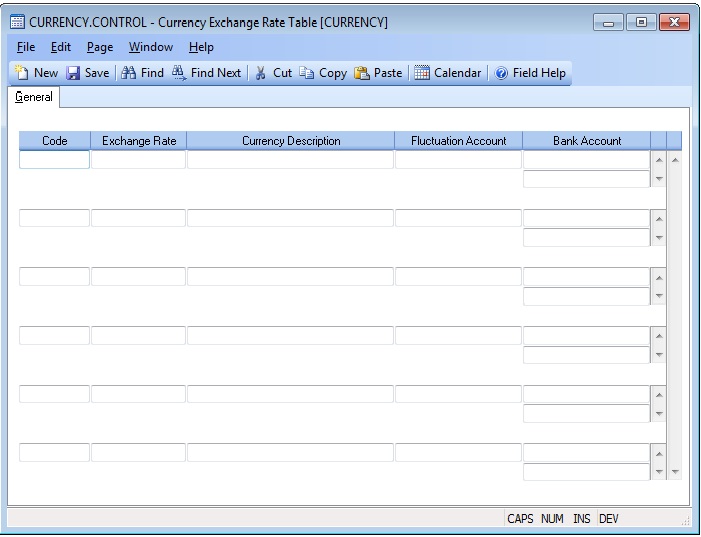 CURRENCY.CONTROL - Currency Exchange Rate Table [CURRENCY]
File Edit Page Window Help
New Save Find Find Next Cut Copy Paste Calendar Field Help
General
Code Exchange Rate Currency Description Fluctuation Account Bank Account
CAPS NUM INS DEV